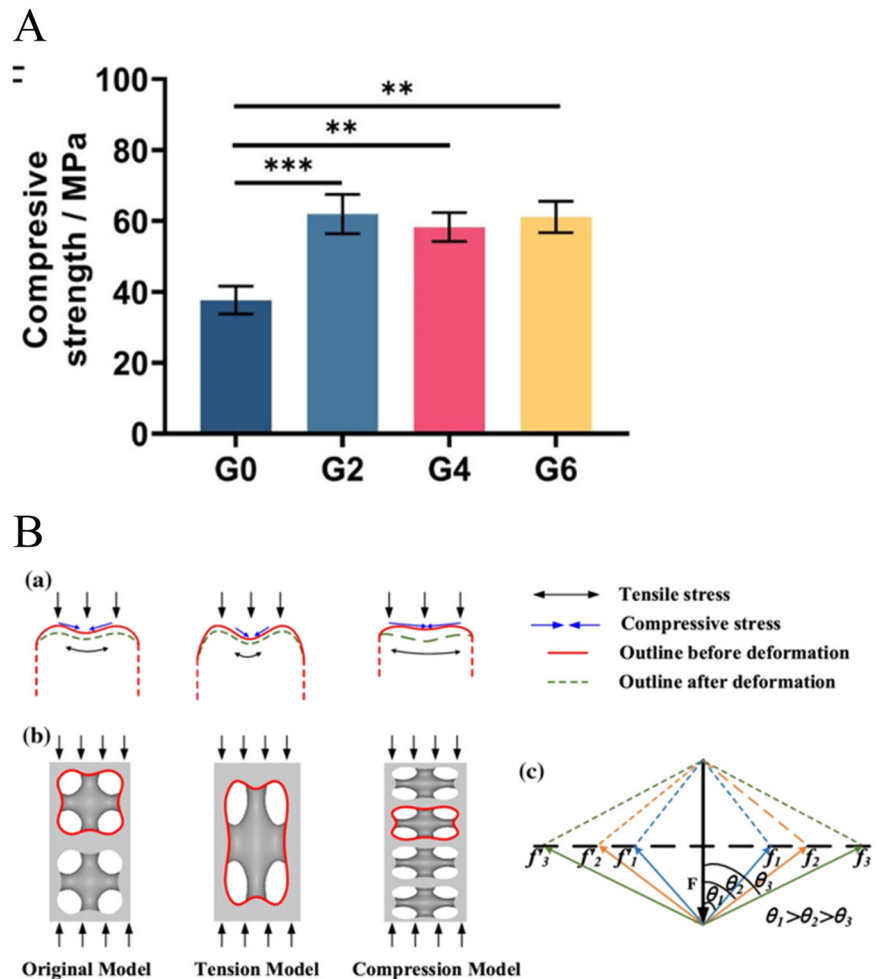 A
100
80
60
40
20
0
Compresive
strength / MPa
**
**
***
G0 G2 G4 G6
B
(a)
Tensile stress
Compressive stress
Outline before deformation
Outline after deformation
(b)
(c)
f'3 f'2 f'1 f1 f2 f3
F
θ1 θ2 θ3
θ1>θ2>θ3
Original Model Tension Model Compression Model